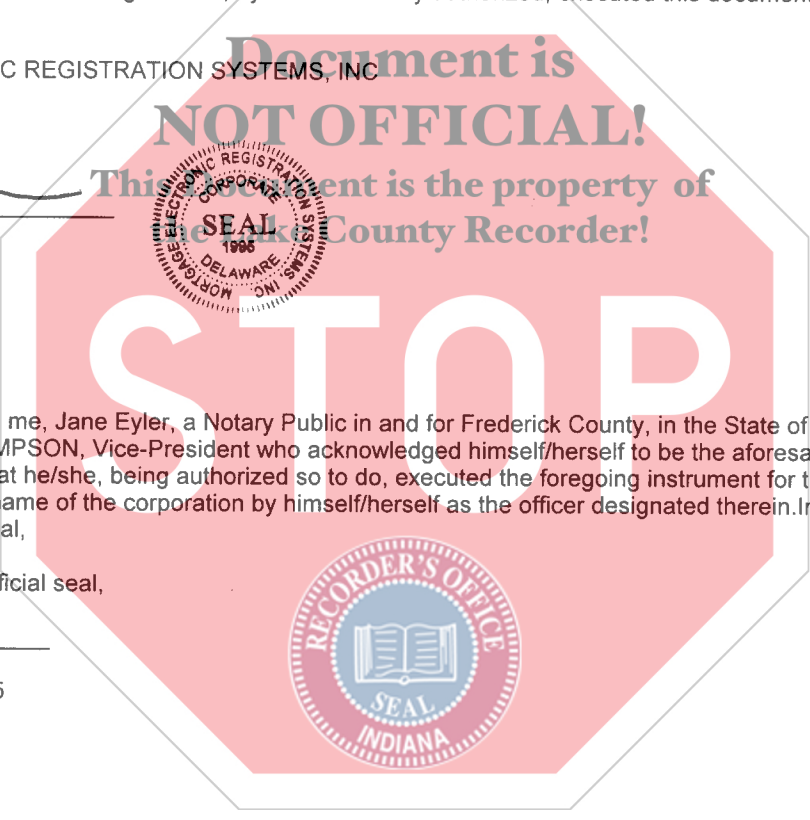 executed this document
Document is
C REGISTRATION SYSTEMS, INC
NOT OFFICIAL!
This Document is the property of
the Lake County Recorder!
MORTGAGE ELECTRONIC REGISTRATION SYSTEMS, INC.
CORPORATE
SEAL
1995
DELAWARE
STOP
me, Jane Eyler, a Notary Public in and for Frederick County, in the State of
MPSON, Vice-President who acknowledged himself/herself to be the aforesa
at he/she, being authorized so to do, executed the foregoing instrument for t
ame of the corporation by himself/herself as the officer designated therein.In
al,
ficial seal,
RECORDER'S OFFICE
SEAL
INDIANA